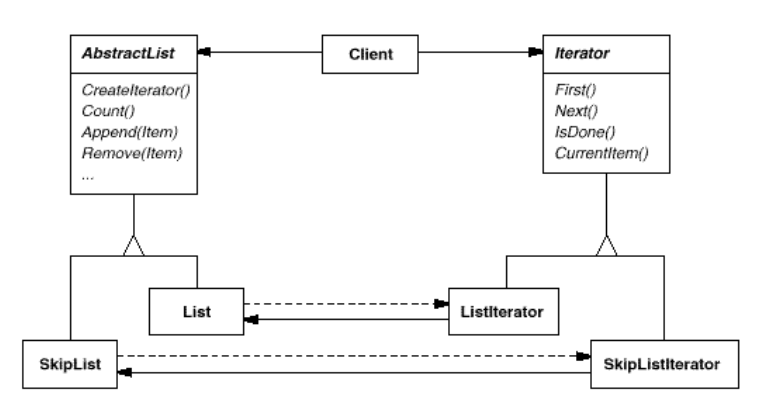 AbstractList
CreateIterator()
Count()
Append(Item)
Remove(Item)
...
Client
Iterator
First()
Next()
IsDone()
CurrentItem()
List
ListIterator
SkipList
SkipListIterator